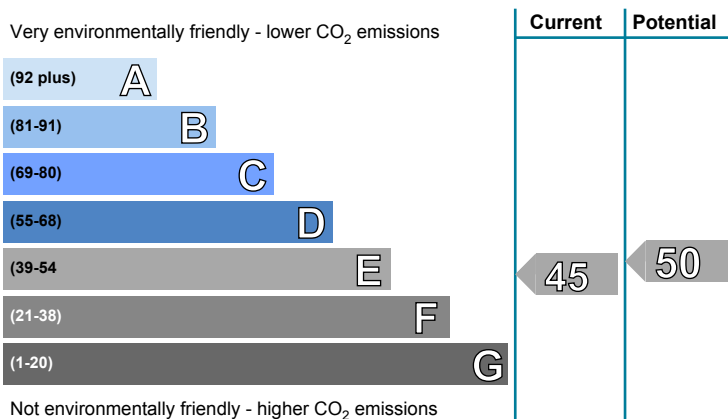 Very environmentally friendly - lower CO₂ emissions
Current
Potential
(92 plus) A
(81-91) B
(69-80) C
(55-68) D
(39-54 E
(21-38) F
(1-20) G
45
50
Not environmentally friendly - higher CO₂ emissions